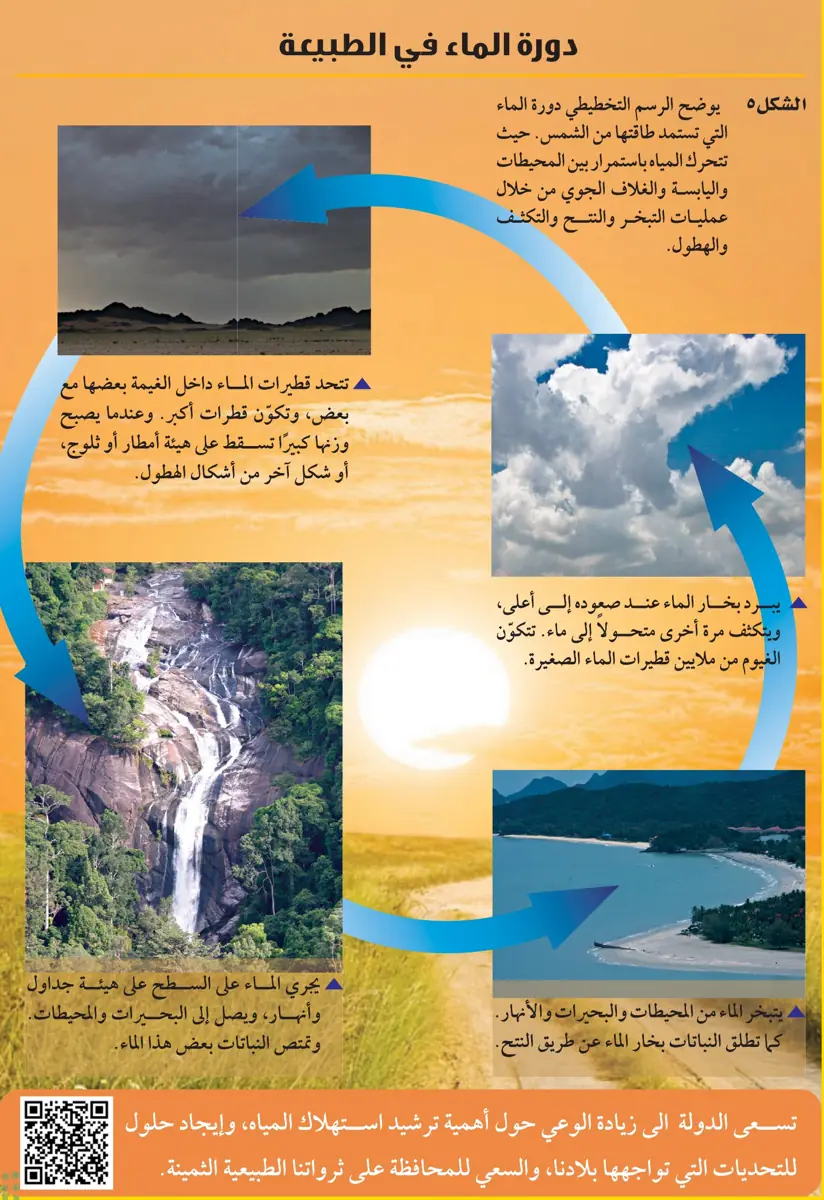 دورة الماء في الطبيعة
الشكل٥ يوضح الرسم التخطيطي دورة الماء
التي تستمد طاقتها من الشمس. حيث
تتحرك المياه باستمرار بين المحيطات
واليابسة والغلاف الجوي من خلال
عمليات التبخر والنتح والتكثف
والهطول.
تتحد قطيرات الماء داخل الغيمة بعضها مع
بعض، وتكوّن قطرات أكبر. وعندما يصبح
وزنها كبيرًا تسقط على هيئة أمطار أو ثلوج،
أو شكل آخر من أشكال الهطول.
يبرد بخار الماء عند صعوده إلى أعلى،
ويتكثف مرة أخرى متحولاً إلى ماء. تتكوّن
الغيوم من ملايين قطيرات الماء الصغيرة.
يجري الماء على السطح على هيئة جداول
وأنهار، ويصل إلى البحيرات والمحيطات.
وتمتص النباتات بعض هذا الماء.
يتبخر الماء من المحيطات والبحيرات والأنهار.
كما تطلق النباتات بخار الماء عن طريق النتح.
تسعى الدولة الى زيادة الوعي حول أهمية ترشيد استهلاك المياه، وإيجاد حلول
للتحديات التي تواجهها بلادنا، والسعي للمحافظة على ثرواتنا الطبيعية الثمينة.